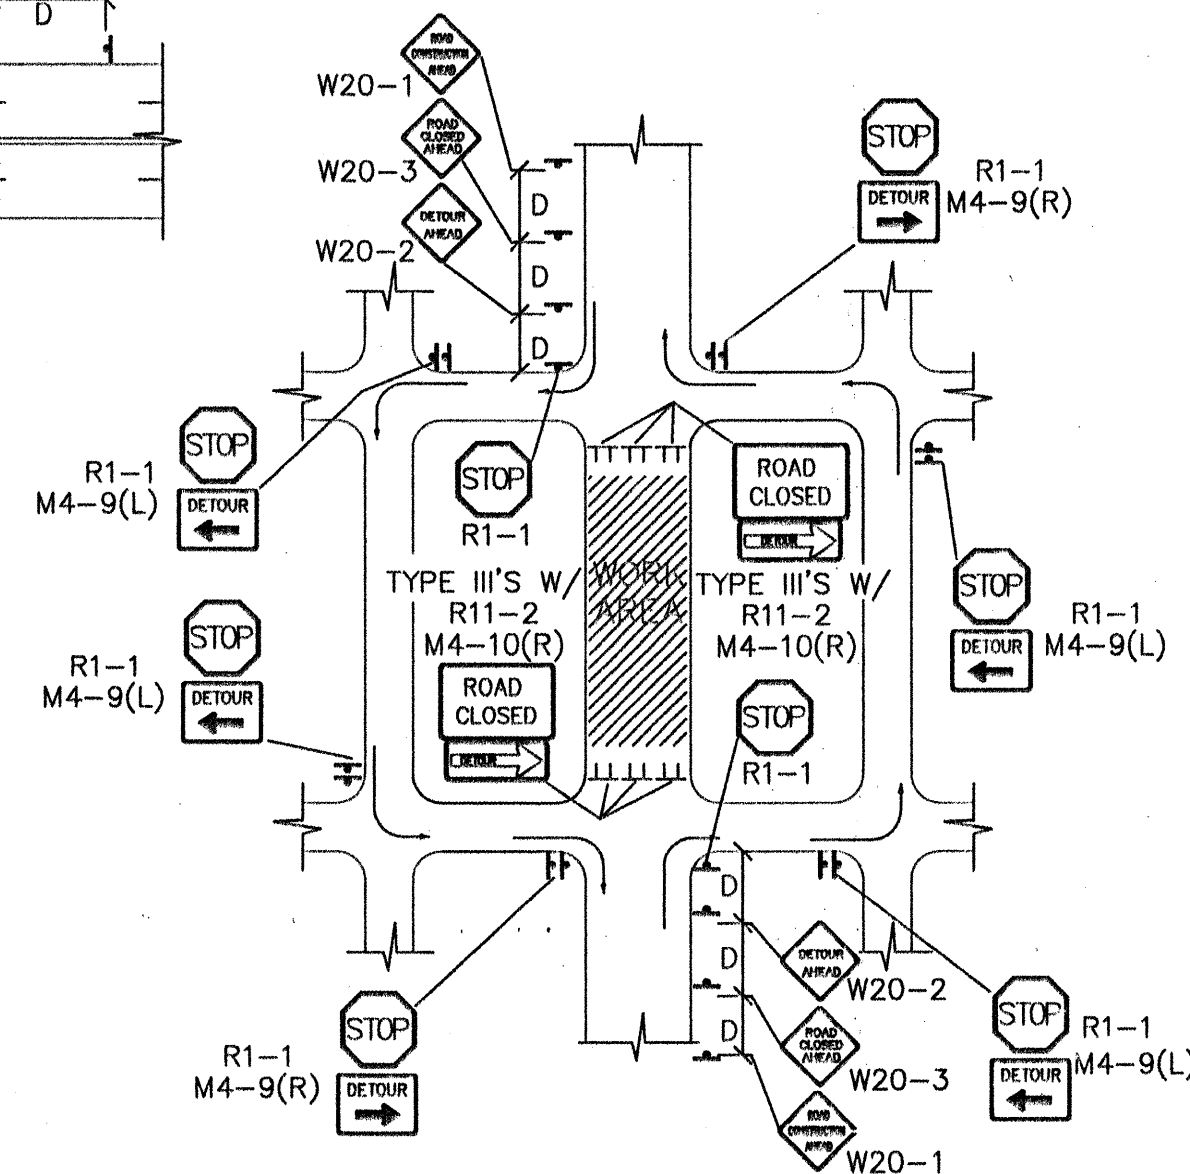 D
ROAD
CONSTRUCTION
AHEAD
W20-1
ROAD
CLOSED
AHEAD
W20-3
DETOUR
AHEAD
W20-2
D
D
D
STOP
DETOUR
R1-1
M4-9(R)
STOP
DETOUR
R1-1
M4-9(L)
STOP
R1-1
ROAD
CLOSED
DETOUR
TYPE III'S W/
R11-2
M4-10(R)
WORK
AREA
TYPE III'S W/
R11-2
M4-10(R)
ROAD
CLOSED
DETOUR
STOP
DETOUR
R1-1
M4-9(L)
STOP
DETOUR
R1-1
M4-9(L)
STOP
R1-1
D
D
D
DETOUR
AHEAD
W20-2
ROAD
CLOSED
AHEAD
W20-3
ROAD
CONSTRUCTION
AHEAD
W20-1
STOP
DETOUR
R1-1
M4-9(R)
STOP
DETOUR
R1-1
M4-9(L)